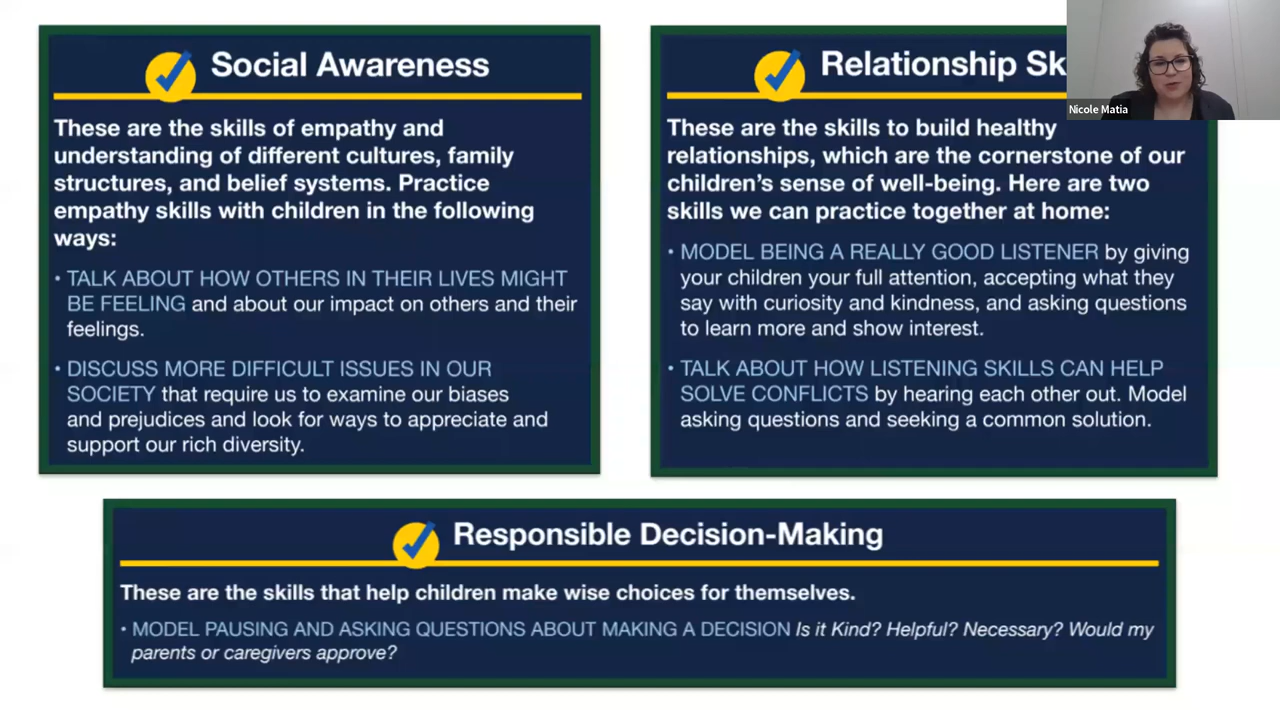 Social Awareness
These are the skills of empathy and
understanding of different cultures, family
structures, and belief systems. Practice
empathy skills with children in the following
ways:
• TALK ABOUT HOW OTHERS IN THEIR LIVES MIGHT
BE FEELING and about our impact on others and their
feelings.
• DISCUSS MORE DIFFICULT ISSUES IN OUR
SOCIETY that require us to examine our biases
and prejudices and look for ways to appreciate and
support our rich diversity.
Relationship Sk
Nicole Matia
These are the skills to build healthy
relationships, which are the cornerstone of our
children's sense of well-being. Here are two
skills we can practice together at home:
• MODEL BEING A REALLY GOOD LISTENER by giving
your children your full attention, accepting what they
say with curiosity and kindness, and asking questions
to learn more and show interest.
• TALK ABOUT HOW LISTENING SKILLS CAN HELP
SOLVE CONFLICTS by hearing each other out. Model
asking questions and seeking a common solution.
Responsible Decision-Making
These are the skills that help children make wise choices for themselves.
• MODEL PAUSING AND ASKING QUESTIONS ABOUT MAKING A DECISION Is it Kind? Helpful? Necessary? Would my
parents or caregivers approve?